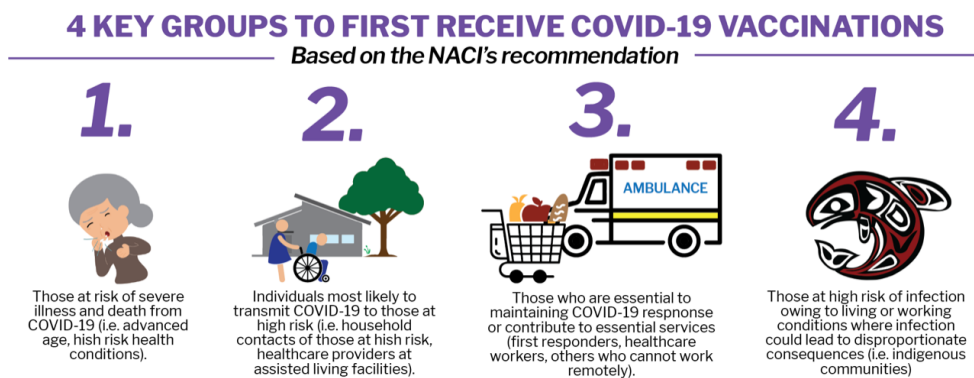 4 KEY GROUPS TO FIRST RECEIVE COVID-19 VACCINATIONS
Based on the NACI's recommendation
1.
Those at risk of severe
illness and death from
COVID-19 (i.e. advanced
age, hish risk health
conditions).
2.
Individuals most likely to
transmit COVID-19 to those at
high risk (i.e. household
contacts of those at hish risk,
healthcare providers at
assisted living facilities).
3.
AMBULANCE
Those who are essential to
maintaining COVID-19 respnonse
or contribute to essential services
(first responders, healthcare
workers, others who cannot work
remotely).
4.
Those at high risk of infection
owing to living or working
conditions where infection
could lead to disproportionate
consequences (i.e. indigenous
communities)